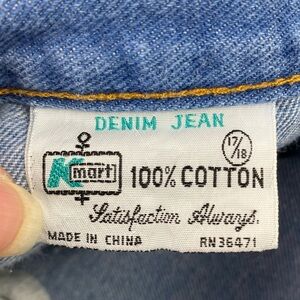 DENIM JEAN
17/18
Kmart 100% COTTON
Satisfaction Always.
MADE IN CHINA RN36471